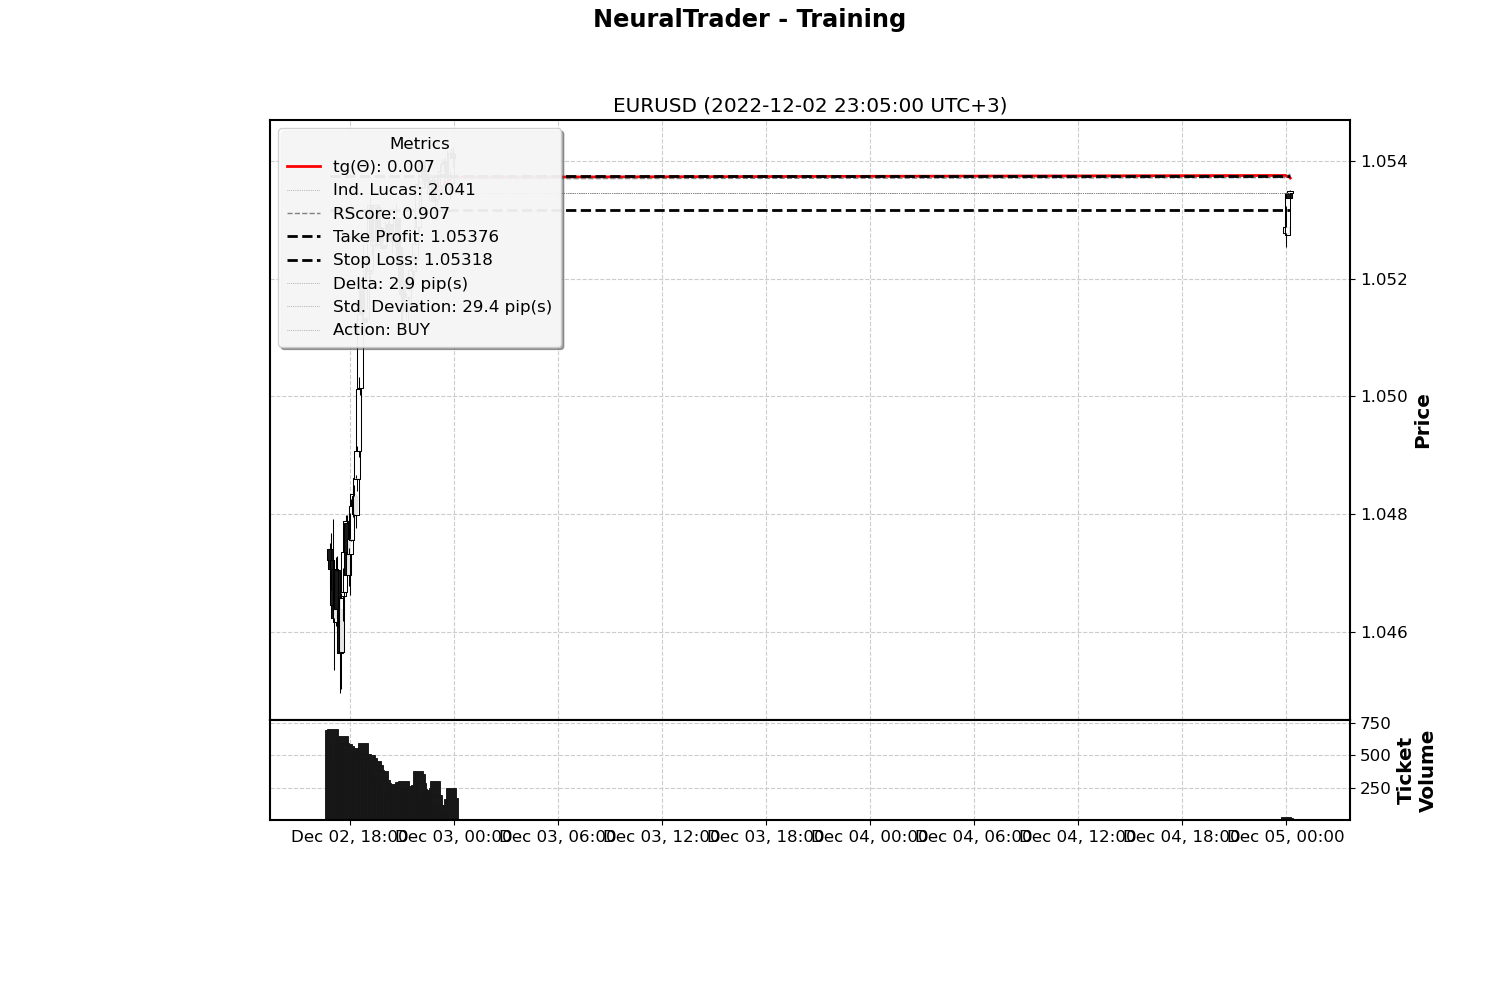 NeuralTrader - Training
EURUSD (2022-12-02 23:05:00 UTC+3)
Metrics
tg(Θ): 0.007
Ind. Lucas: 2.041
RScore: 0.907
Take Profit: 1.05376
Stop Loss: 1.05318
Delta: 2.9 pip(s)
Std. Deviation: 29.4 pip(s)
Action: BUY
1.054
1.052
1.050
1.048
1.046
Price
750
500
250
Ticket
Volume
Dec 02, 18:00
Dec 03, 00:00
Dec 03, 06:00
Dec 03, 12:00
Dec 03, 18:00
Dec 04, 00:00
Dec 04, 06:00
Dec 04, 12:00
Dec 04, 18:00
Dec 05, 00:00